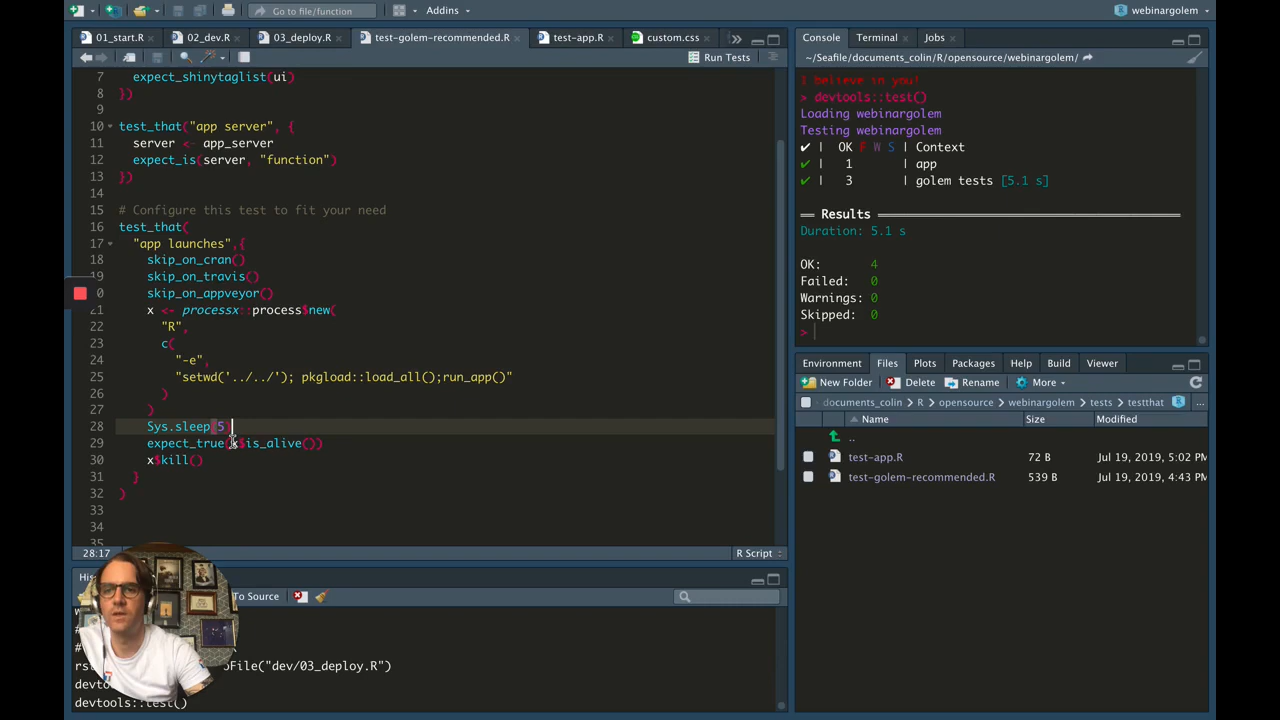 Go to file/function
Addins
webinargolem
01_start.R
02_dev.R
03_deploy.R
test-golem-recommended.R
test-app.R
custom.css
Run Tests
7 expect_shinytaglist(ui)
8 })
9
10 test_that("app server", {
11 server <- app_server
12 expect_is(server, "function")
13 })
14
15 # Configure this test to fit your need
16 test_that(
17 "app launches",{
18 skip_on_cran()
19 skip_on_travis()
0 skip_on_appveyor()
21 x <- processx::process$new(
22 "R",
23 c(
24 "-e",
25 "setwd('../../'); pkgload::load_all();run_app()"
26 )
27 )
28 Sys.sleep(5)
29 expect_true(x$is_alive())
30 x$kill()
31 }
32 )
33
34
35
28:17
R Script
To Source
rs
oFile("dev/03_deploy.R")
devto
devtools::test()
Console
Terminal
Jobs
~/Seafile/documents_colin/R/opensource/webinargolem/
I believe in you!
> devtools::test()
Loading webinargolem
Testing webinargolem
✔ | OK F W S | Context
✔ | 1 | app
✔ | 3 | golem tests [5.1 s]
══ Results ══
Duration: 5.1 s
OK: 4
Failed: 0
Warnings: 0
Skipped: 0
>
Environment
Files
Plots
Packages
Help
Build
Viewer
New Folder
Delete
Rename
More
documents_colin
R
opensource
webinargolem
tests
testthat
...
Name
Size
Modified
..
test-app.R 72 B Jul 19, 2019, 5:02 PM
test-golem-recommended.R 539 B Jul 19, 2019, 4:43 PM